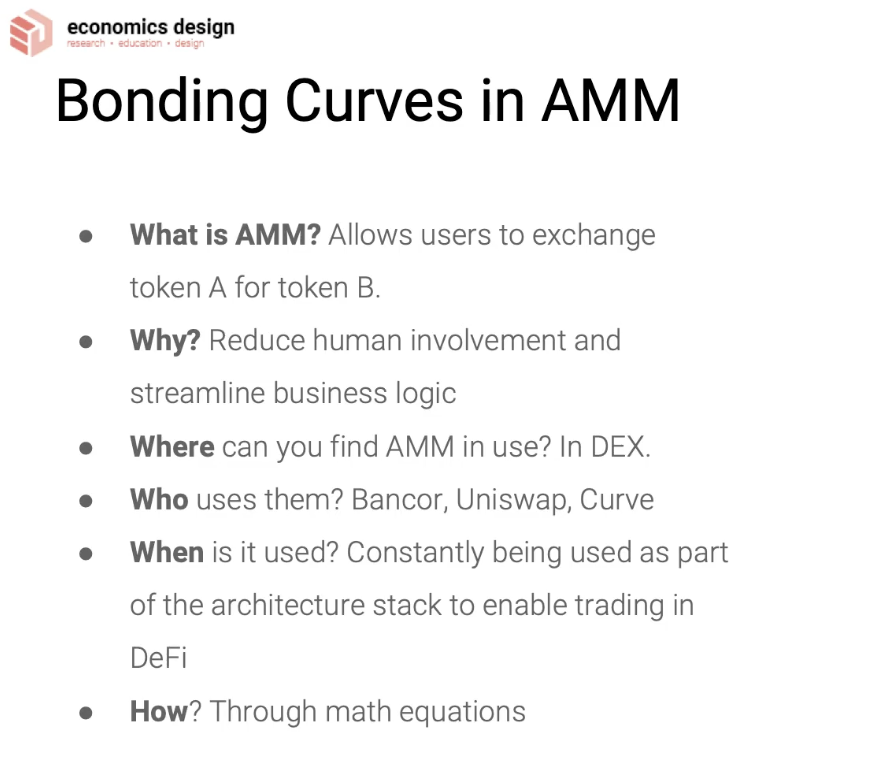 economics design
research • education • design
Bonding Curves in AMM
● What is AMM? Allows users to exchange
token A for token B.
● Why? Reduce human involvement and
streamline business logic
● Where can you find AMM in use? In DEX.
● Who uses them? Bancor, Uniswap, Curve
● When is it used? Constantly being used as part
of the architecture stack to enable trading in
DeFi
● How? Through math equations